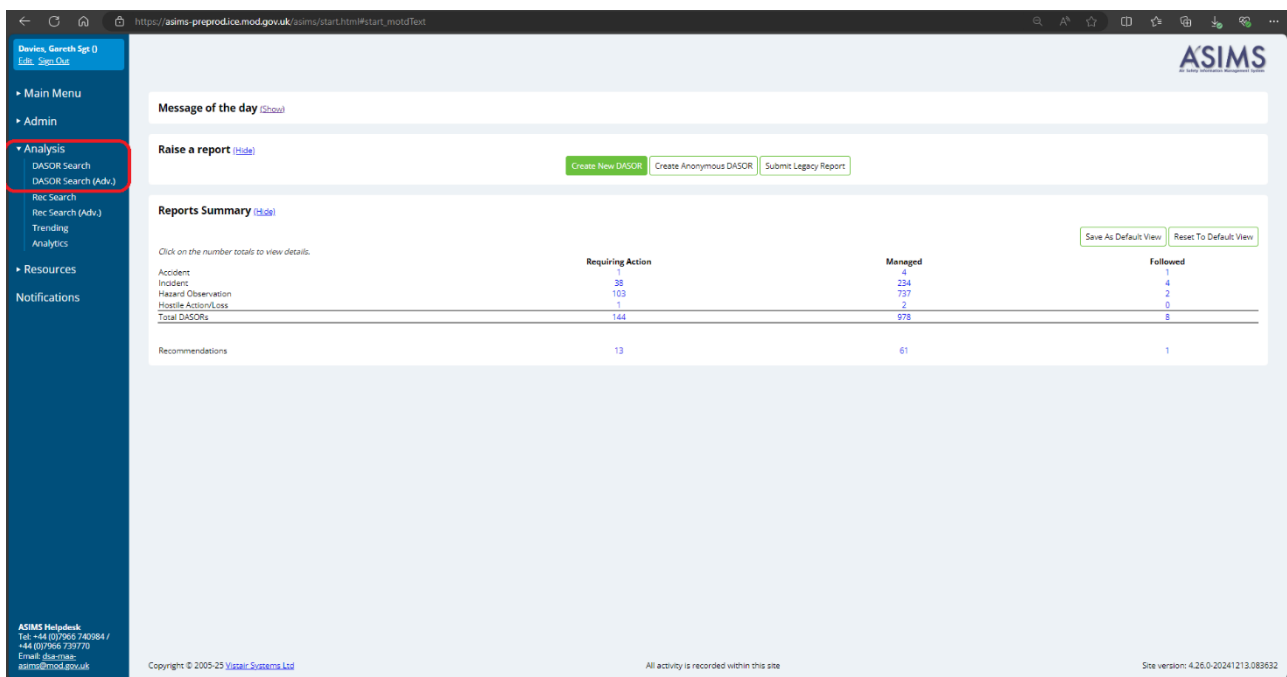 https://asims-preprod.ice.mod.gov.uk/asims/start.html#start_motdText
Davies, Gareth Sgt ()
Edit Sign Out
Main Menu
Admin
Analysis
DASOR Search
DASOR Search (Adv.)
Rec Search
Rec Search (Adv.)
Trending
Analytics
Resources
Notifications
ASIMS Helpdesk
Tel: +44 (0)7966 740984 /
+44 (0)7966 739770
Email: dsa-maa-
asims@mod.gov.uk
ASIMS
Air Safety Information Management System
Message of the day (Show)
Raise a report (Hide)
Create New DASOR Create Anonymous DASOR Submit Legacy Report
Reports Summary (Hide)
Save As Default View Reset To Default View
Click on the number totals to view details.
Requiring Action Managed Followed
Accident 1 4 1
Incident 38 234 4
Hazard Observation 103 737 2
Hostile Action/Loss 1 2 0
Total DASORs 144 978 8
Recommendations 13 61 1
Copyright © 2005-25 Vistair Systems Ltd All activity is recorded within this site Site version: 4.26.0-20241213.083632